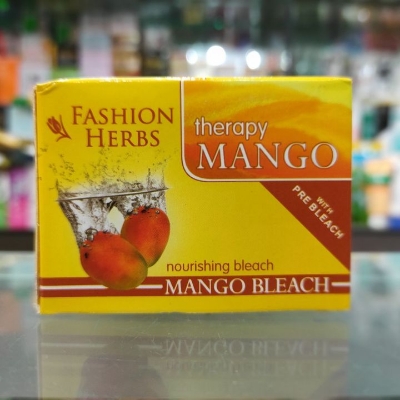 FASHION
HERBS
therapy
MANGO
WITH
PRE BLEACH
nourishing bleach
MANGO BLEACH